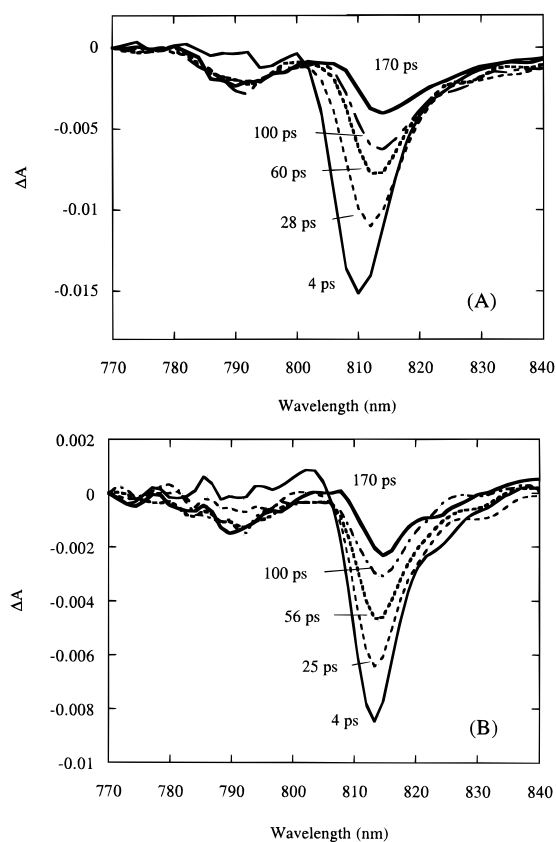 0
170 ps
-0.005
100 ps
ΔA
60 ps
-0.01
28 ps
4 ps
-0.015
(A)
770 780 790 800 810 820 830 840
Wavelength (nm)
0.002
170 ps
0
-0.002
100 ps
ΔA
-0.004
56 ps
-0.006
25 ps
-0.008
4 ps
(B)
-0.01
770 780 790 800 810 820 830 840
Wavelength (nm)